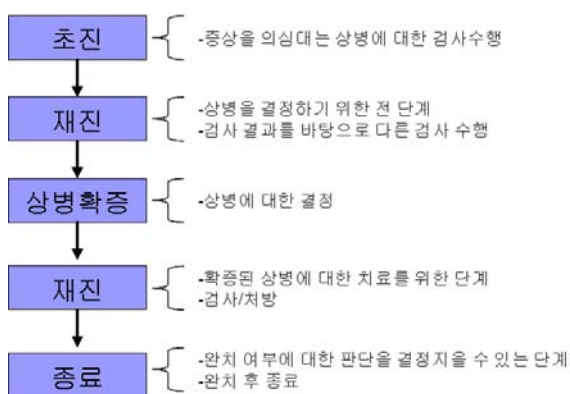 초진
-증상을 의심대는 상병에 대한 검사수행
재진
-상병을 결정하기 위한 전 단계
-검사 결과를 바탕으로 다른 검사 수행
상병확증
-상병에 대한 결정
재진
-확증된 상병에 대한 치료를 위한 단계
-검사/처방
종료
-완치 여부에 대한 판단을 결정지을 수 있는 단계
-완치 후 종료